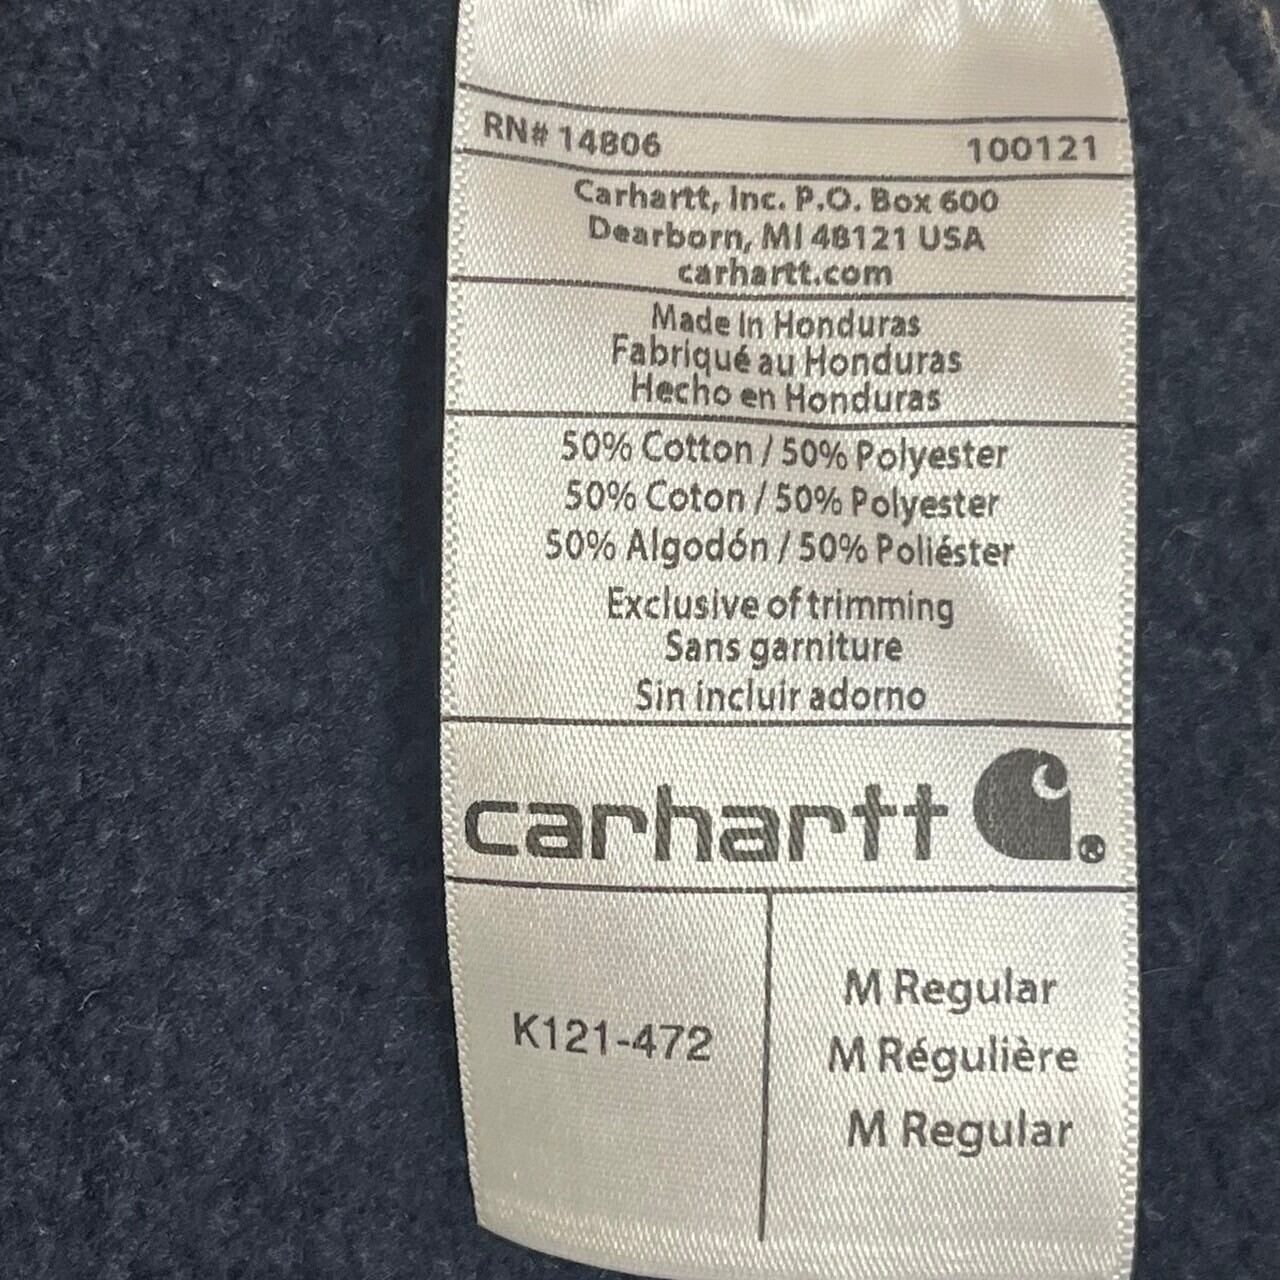 RN# 14806 100121
Carhartt, Inc. P.O. Box 600
Dearborn, MI 48121 USA
carhartt.com
Made In Honduras
Fabriqué au Honduras
Hecho en Honduras
50% Cotton / 50% Polyester
50% Coton / 50% Polyester
50% Algodón / 50% Poliéster
Exclusive of trimming
Sans garniture
Sin incluir adorno
carhartt ®
K121-472
M Regular
M Régulière
M Regular